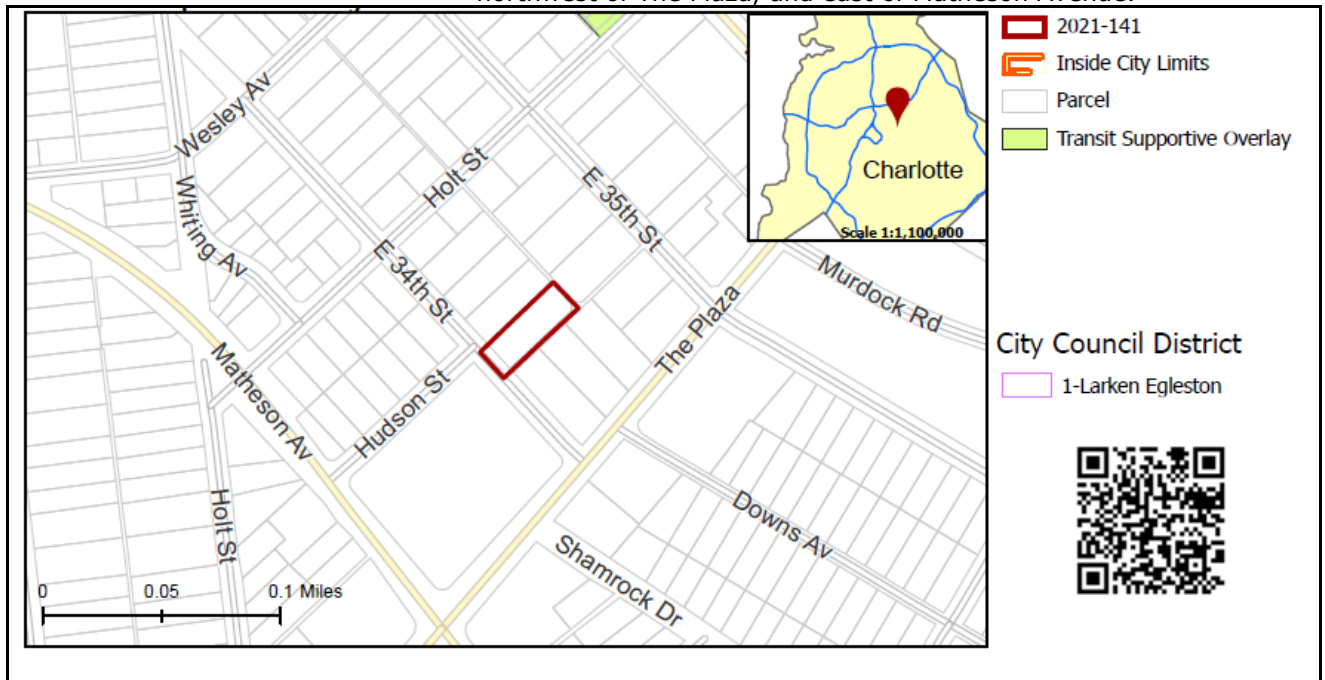 northwest of The Plaza, and east of Matheson Avenue.
2021-141
Inside City Limits
Parcel
Transit Supportive Overlay
City Council District
1-Larken Egleston
Charlotte
Scale 1:1,100,000
Wesley Av
Whiting Av
Holt St
E 35th St
E 34th St
Hudson St
Matheson Av
The Plaza
Murdock Rd
Holt St
Downs Av
Shamrock Dr
0 0.05 0.1 Miles